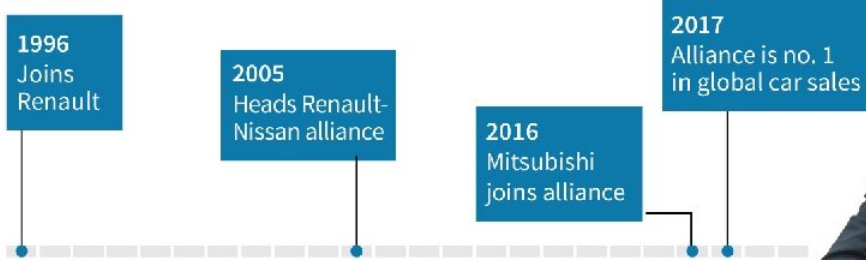 1996
Joins
Renault
2005
Heads Renault-
Nissan alliance
2016
Mitsubishi
joins alliance
2017
Alliance is no. 1
in global car sales